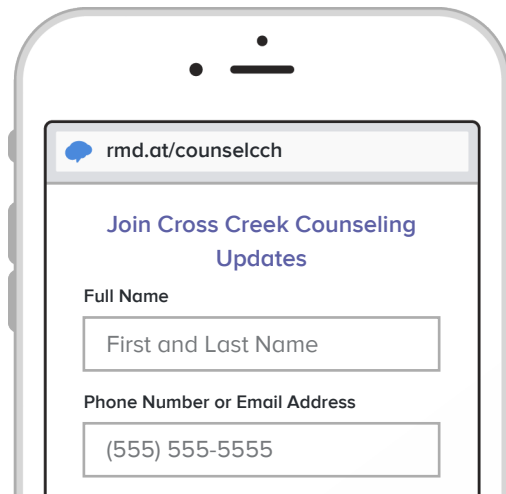 rmd.at/counselcch
Join Cross Creek Counseling
Updates
Full Name
First and Last Name
Phone Number or Email Address
(555) 555-5555